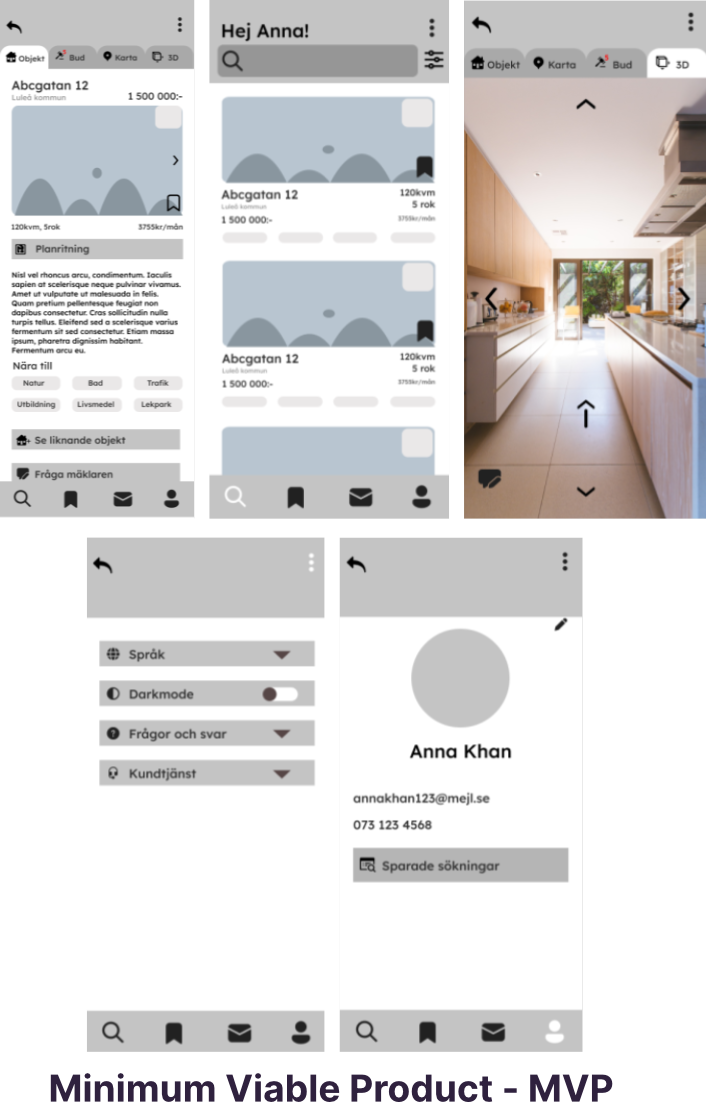 Objekt
Bud
Karta
3D
Abcgatan 12
Luleå kommun
1 500 000:-
120kvm, 5rok
3755kr/mån
Planritning
Nisl vel rhoncus arcu, condimentum. Iaculis
sapien at scelerisque neque pulvinar vivamus.
Amet ut vulputate ut malesuada in felis.
Quam pretium pellentesque feugiat non
dapibus consectetur. Cras sollicitudin nulla
turpis tellus. Eleifend sed a scelerisque varius
fermentum sit sed consectetur. Etiam massa
ipsum, pharetra dignissim habitant.
Fermentum arcu eu.
Nära till
Natur
Bad
Trafik
Utbildning
Livsmedel
Lekpark
Se liknande objekt
Fråga mäklaren
Hej Anna!
Abcgatan 12
Luleå kommun
1 500 000:-
120kvm
5 rok
3755kr/mån
Abcgatan 12
Luleå kommun
1 500 000:-
120kvm
5 rok
3755kr/mån
Objekt
Karta
Bud
3D
Språk
Darkmode
Frågor och svar
Kundtjänst
Anna Khan
annakhan123@mejl.se
073 123 4568
Sparade sökningar
Minimum Viable Product - MVP